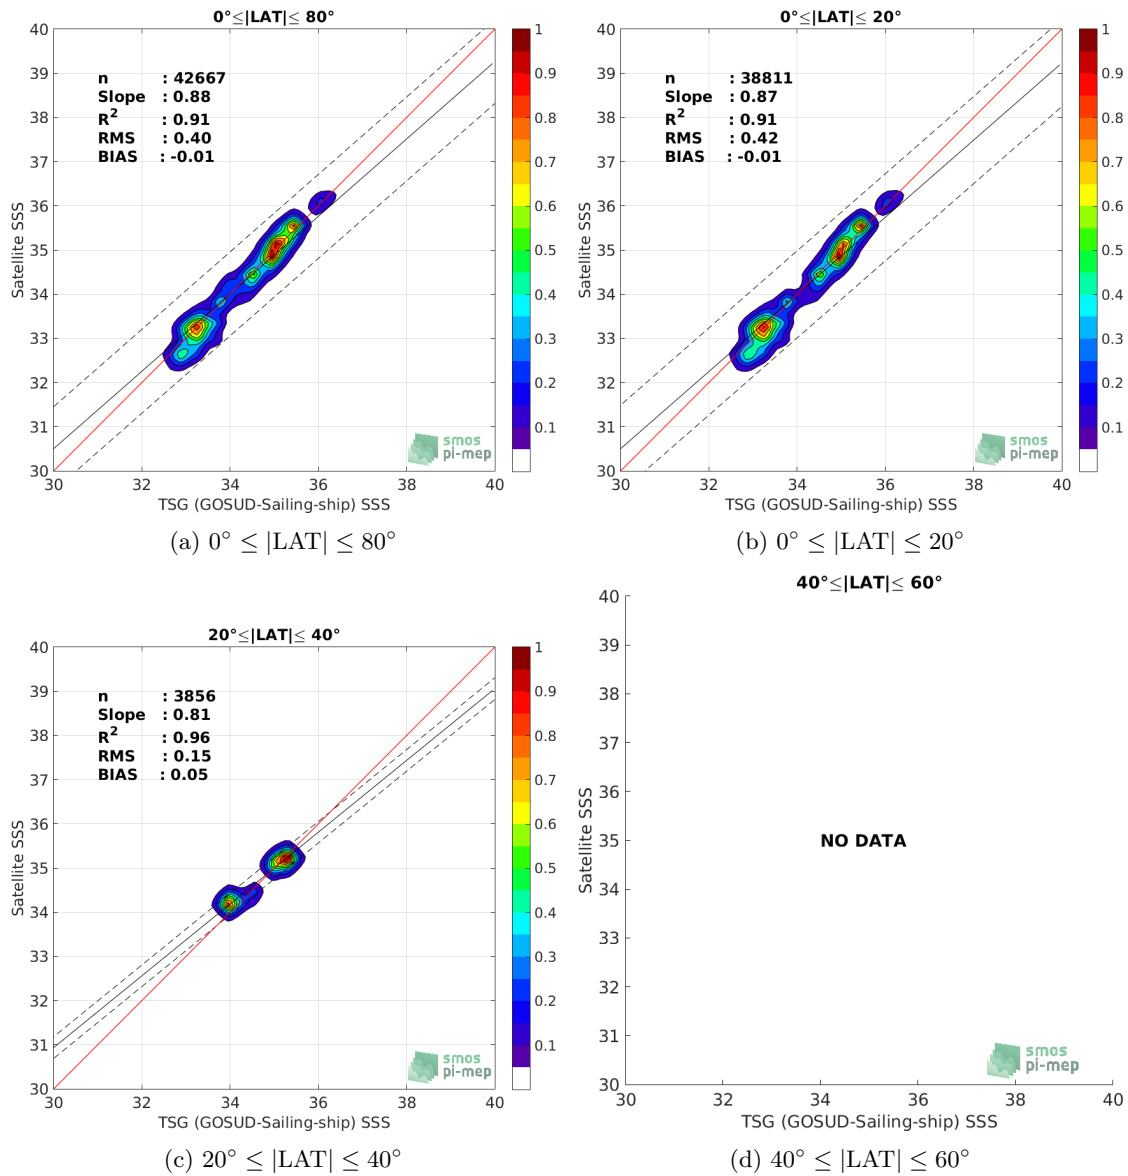 0°≤|LAT|≤ 80°
n : 42667
Slope : 0.88
R2 : 0.91
RMS : 0.40
BIAS : -0.01
Satellite SSS
40
39
38
37
36
35
34
33
32
31
30
30 32 34 36 38 40
TSG (GOSUD-Sailing-ship) SSS
1
0.9
0.8
0.7
0.6
0.5
0.4
0.3
0.2
0.1
smos
pi-mep
(a) 0° ≤ |LAT| ≤ 80°
0°≤|LAT|≤ 20°
n : 38811
Slope : 0.87
R2 : 0.91
RMS : 0.42
BIAS : -0.01
Satellite SSS
40
39
38
37
36
35
34
33
32
31
30
30 32 34 36 38 40
TSG (GOSUD-Sailing-ship) SSS
1
0.9
0.8
0.7
0.6
0.5
0.4
0.3
0.2
0.1
smos
pi-mep
(b) 0° ≤ |LAT| ≤ 20°
20°≤|LAT|≤ 40°
n : 3856
Slope : 0.81
R2 : 0.96
RMS : 0.15
BIAS : 0.05
Satellite SSS
40
39
38
37
36
35
34
33
32
31
30
30 32 34 36 38 40
TSG (GOSUD-Sailing-ship) SSS
1
0.9
0.8
0.7
0.6
0.5
0.4
0.3
0.2
0.1
smos
pi-mep
(c) 20° ≤ |LAT| ≤ 40°
40°≤|LAT|≤ 60°
NO DATA
Satellite SSS
40
39
38
37
36
35
34
33
32
31
30
30 32 34 36 38 40
TSG (GOSUD-Sailing-ship) SSS
smos
pi-mep
(d) 40° ≤ |LAT| ≤ 60°